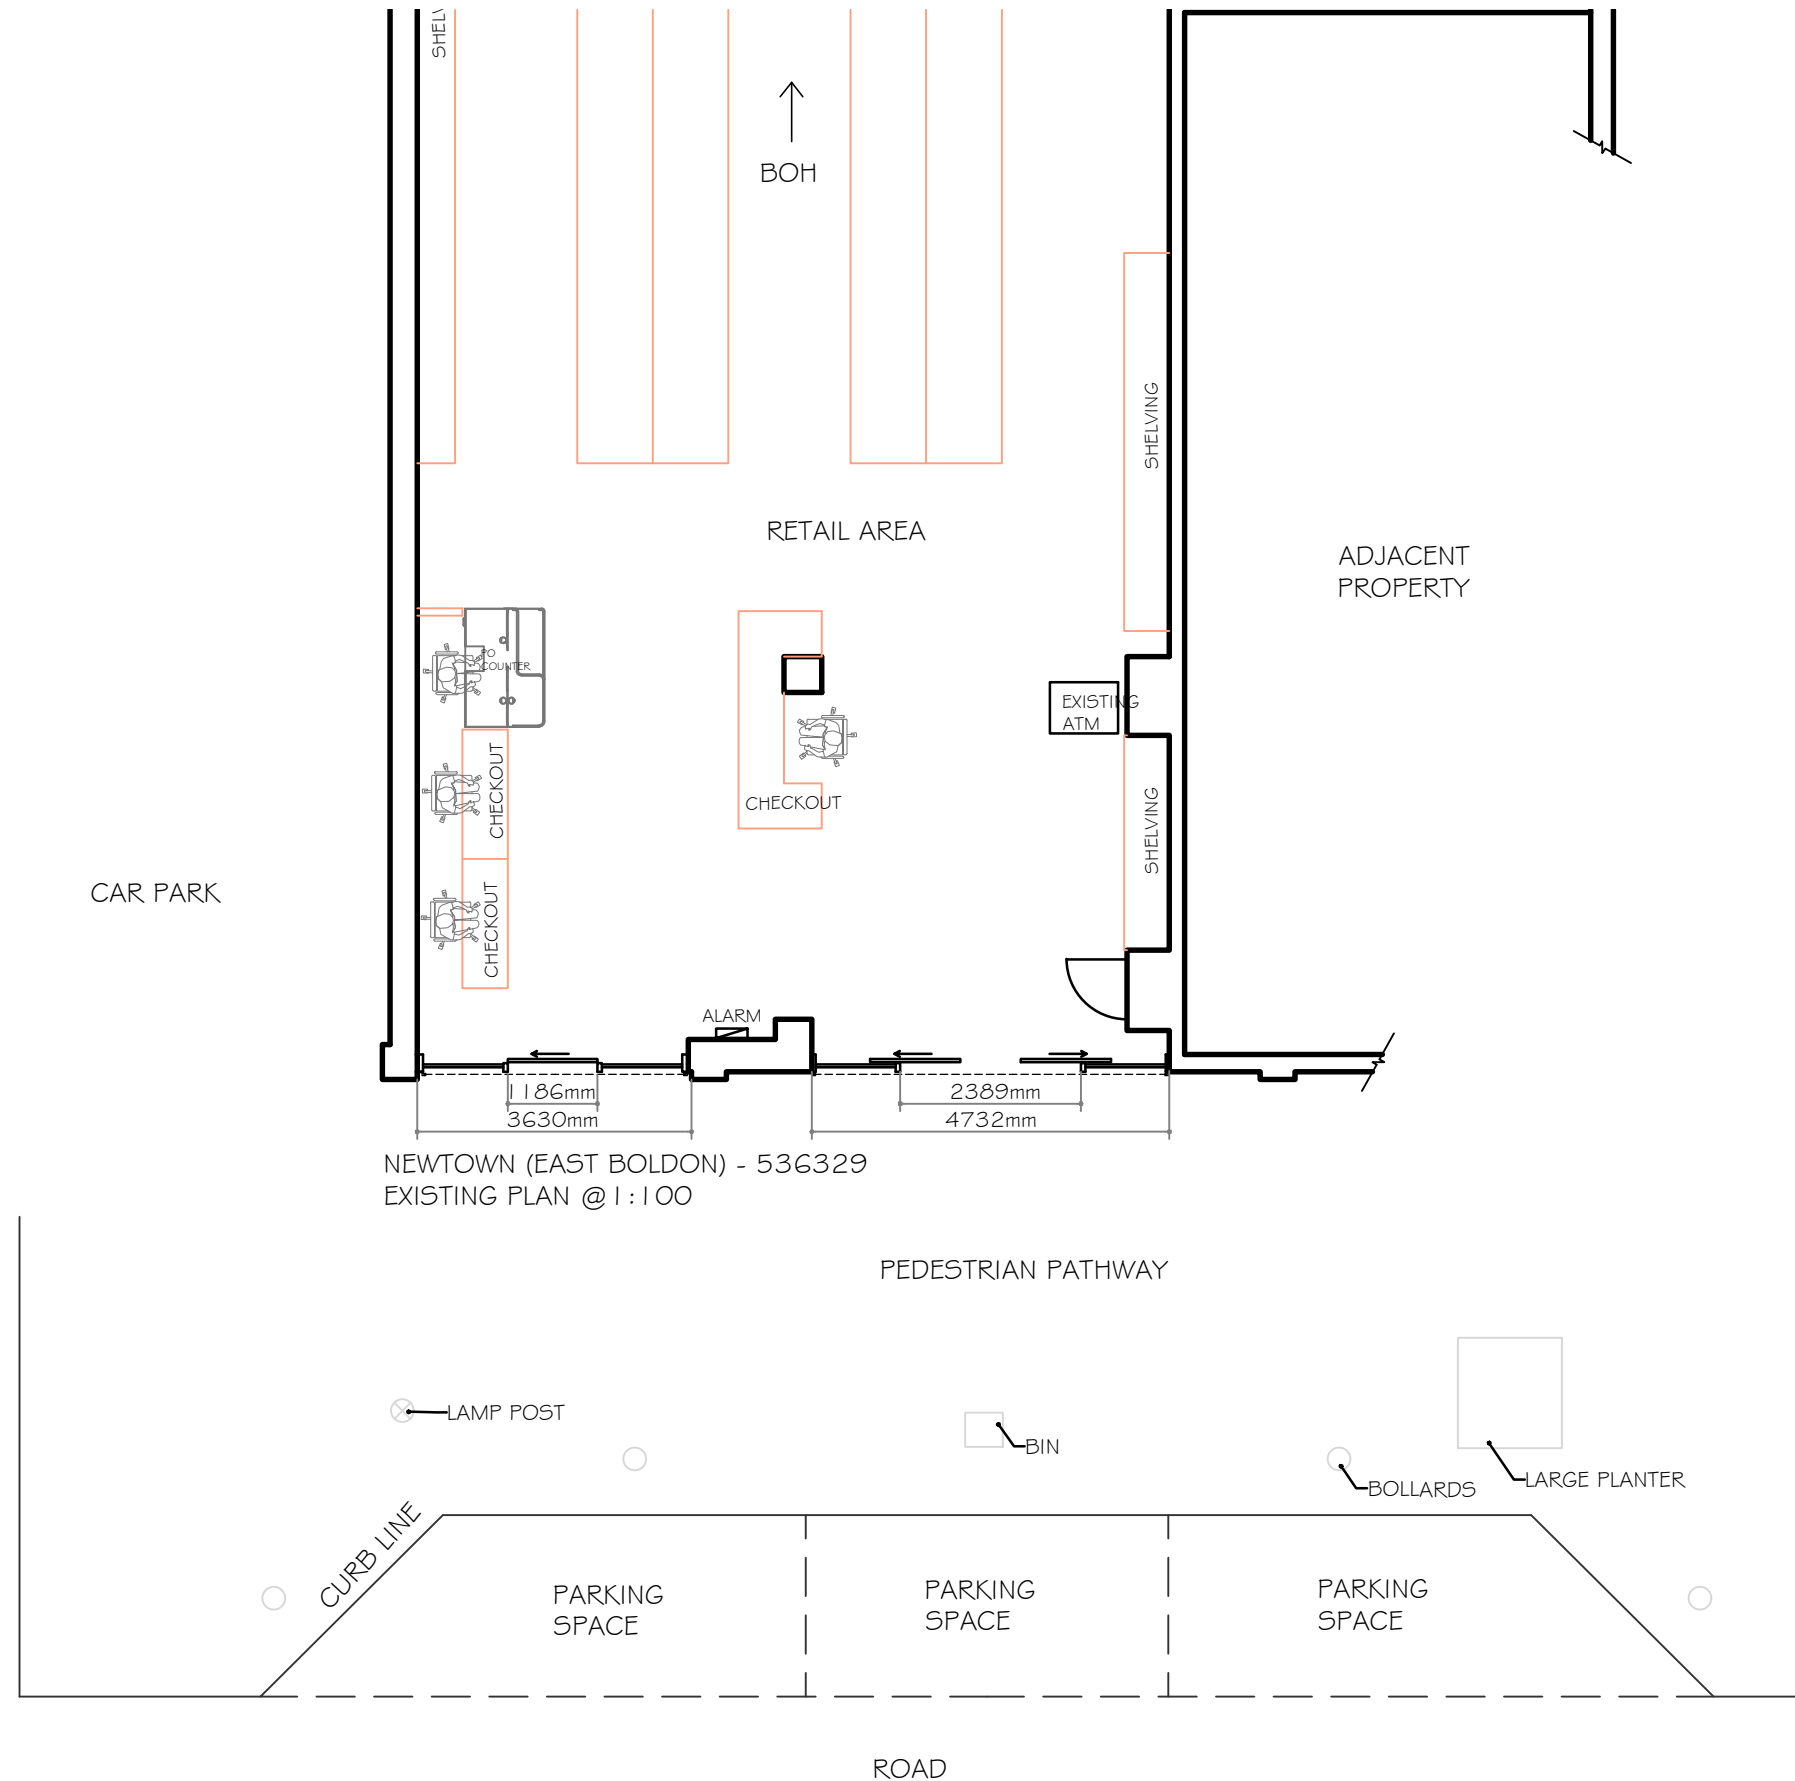 SHELV
BOH
SHELVING
RETAIL AREA
ADJACENT
PROPERTY
PO
COUNTER
EXISTING
ATM
CHECKOUT
CHECKOUT
SHELVING
CAR PARK
CHECKOUT
ALARM
1186mm
2389mm
3630mm
4732mm
NEWTOWN (EAST BOLDON) - 536329
EXISTING PLAN @1:100
PEDESTRIAN PATHWAY
LAMP POST
BIN
BOLLARDS
LARGE PLANTER
CURB LINE
PARKING
SPACE
PARKING
SPACE
PARKING
SPACE
ROAD